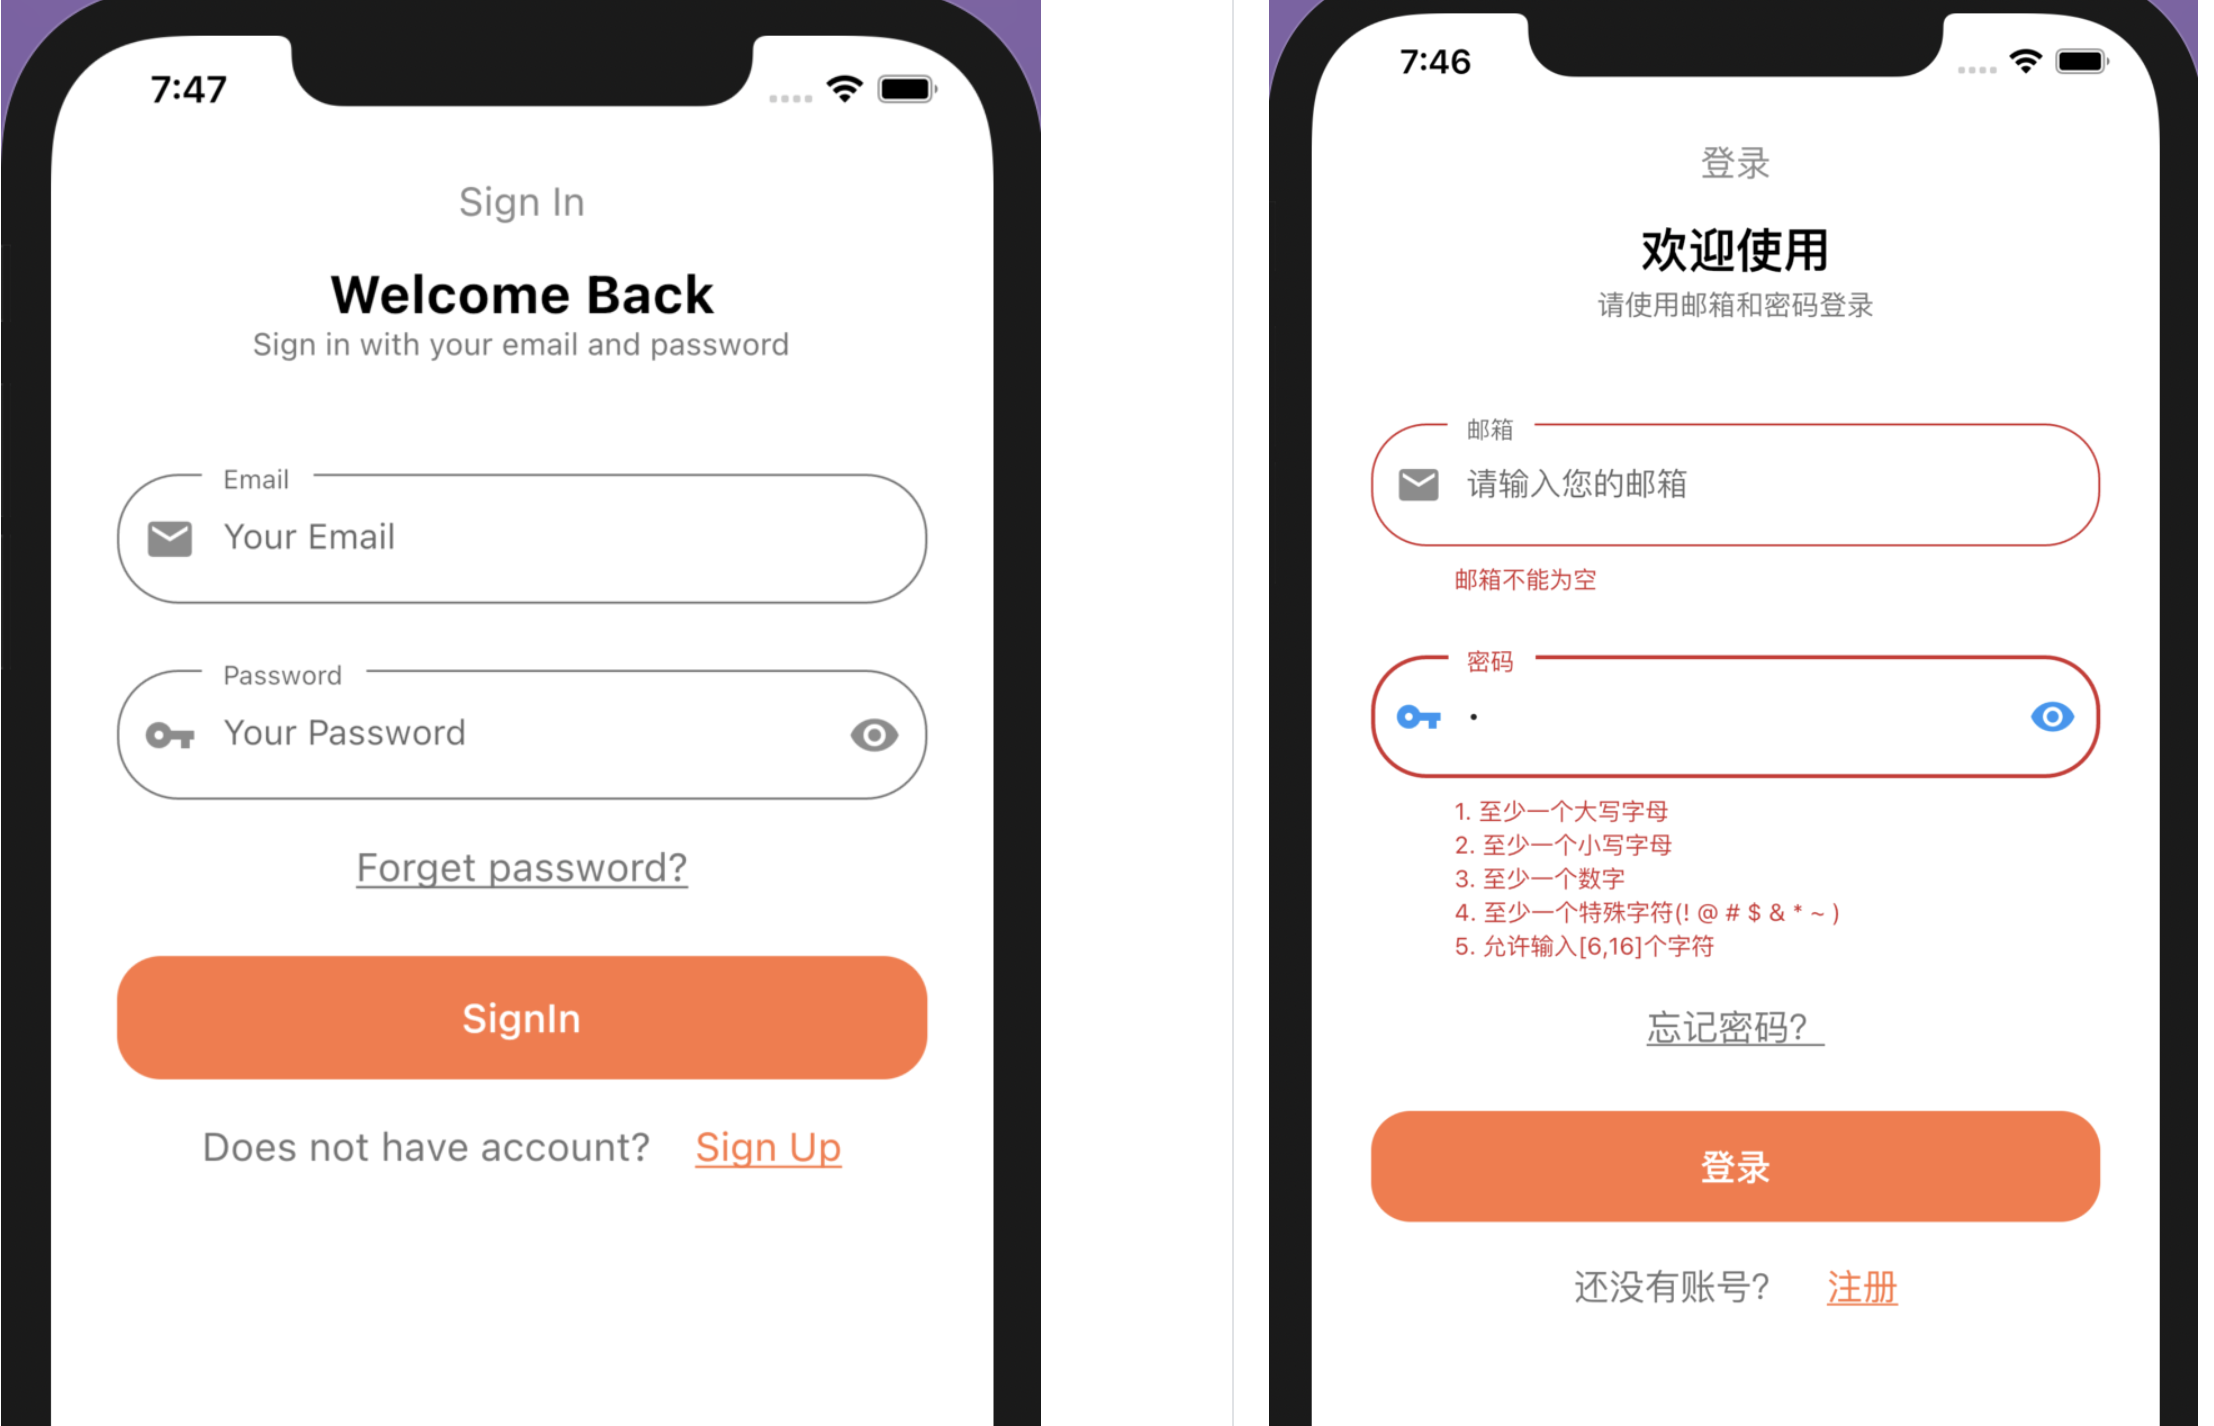 7:47
Sign In
Welcome Back
Sign in with your email and password
Email
Your Email
Password
Your Password
Forget password?
SignIn
Does not have account? Sign Up
7:46
登录
欢迎使用
请使用邮箱和密码登录
邮箱
请输入您的邮箱
邮箱不能为空
密码
1. 至少一个大写字母
2. 至少一个小写字母
3. 至少一个数字
4. 至少一个特殊字符(! @ # $ & * ~ )
5. 允许输入[6,16]个字符
忘记密码？
登录
还没有账号？ 注册